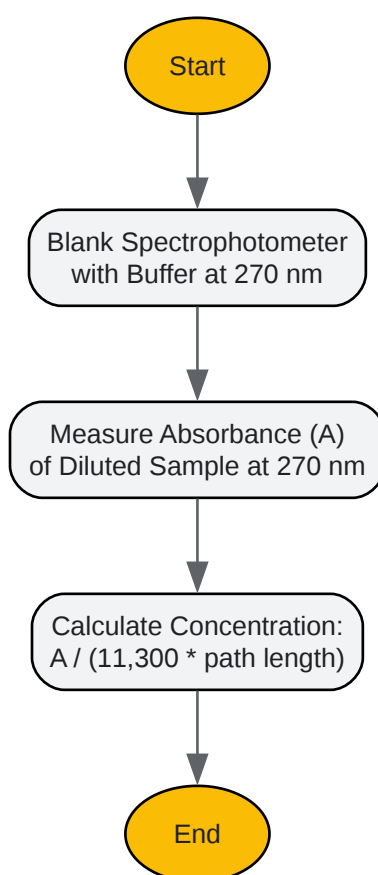 Start
Blank Spectrophotometer
with Buffer at 270 nm
Measure Absorbance (A)
of Diluted Sample at 270 nm
Calculate Concentration:
A / (11,300 * path length)
End